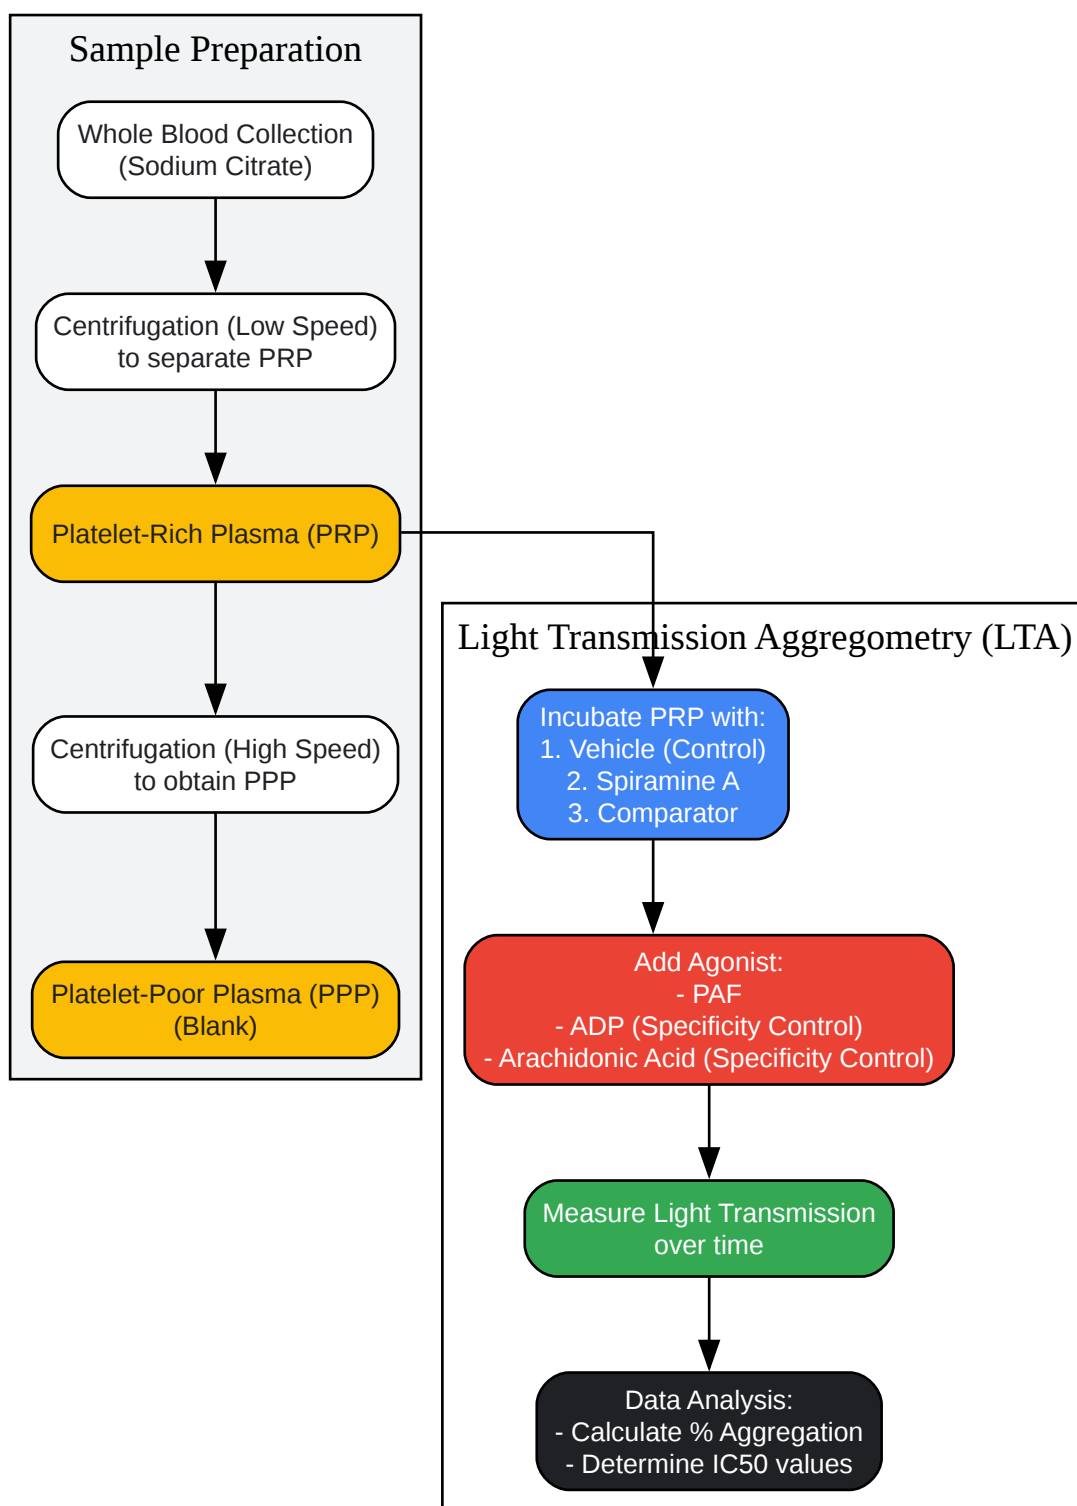 Sample Preparation
Whole Blood Collection
(Sodium Citrate)
Centrifugation (Low Speed)
to separate PRP
Platelet-Rich Plasma (PRP)
Centrifugation (High Speed)
to obtain PPP
Platelet-Poor Plasma (PPP)
(Blank)
Light Transmission Aggregometry (LTA)
Incubate PRP with:
1. Vehicle (Control)
2. Spiramine A
3. Comparator
Add Agonist:
- PAF
- ADP (Specificity Control)
- Arachidonic Acid (Specificity Control)
Measure Light Transmission
over time
Data Analysis:
- Calculate % Aggregation
- Determine IC50 values